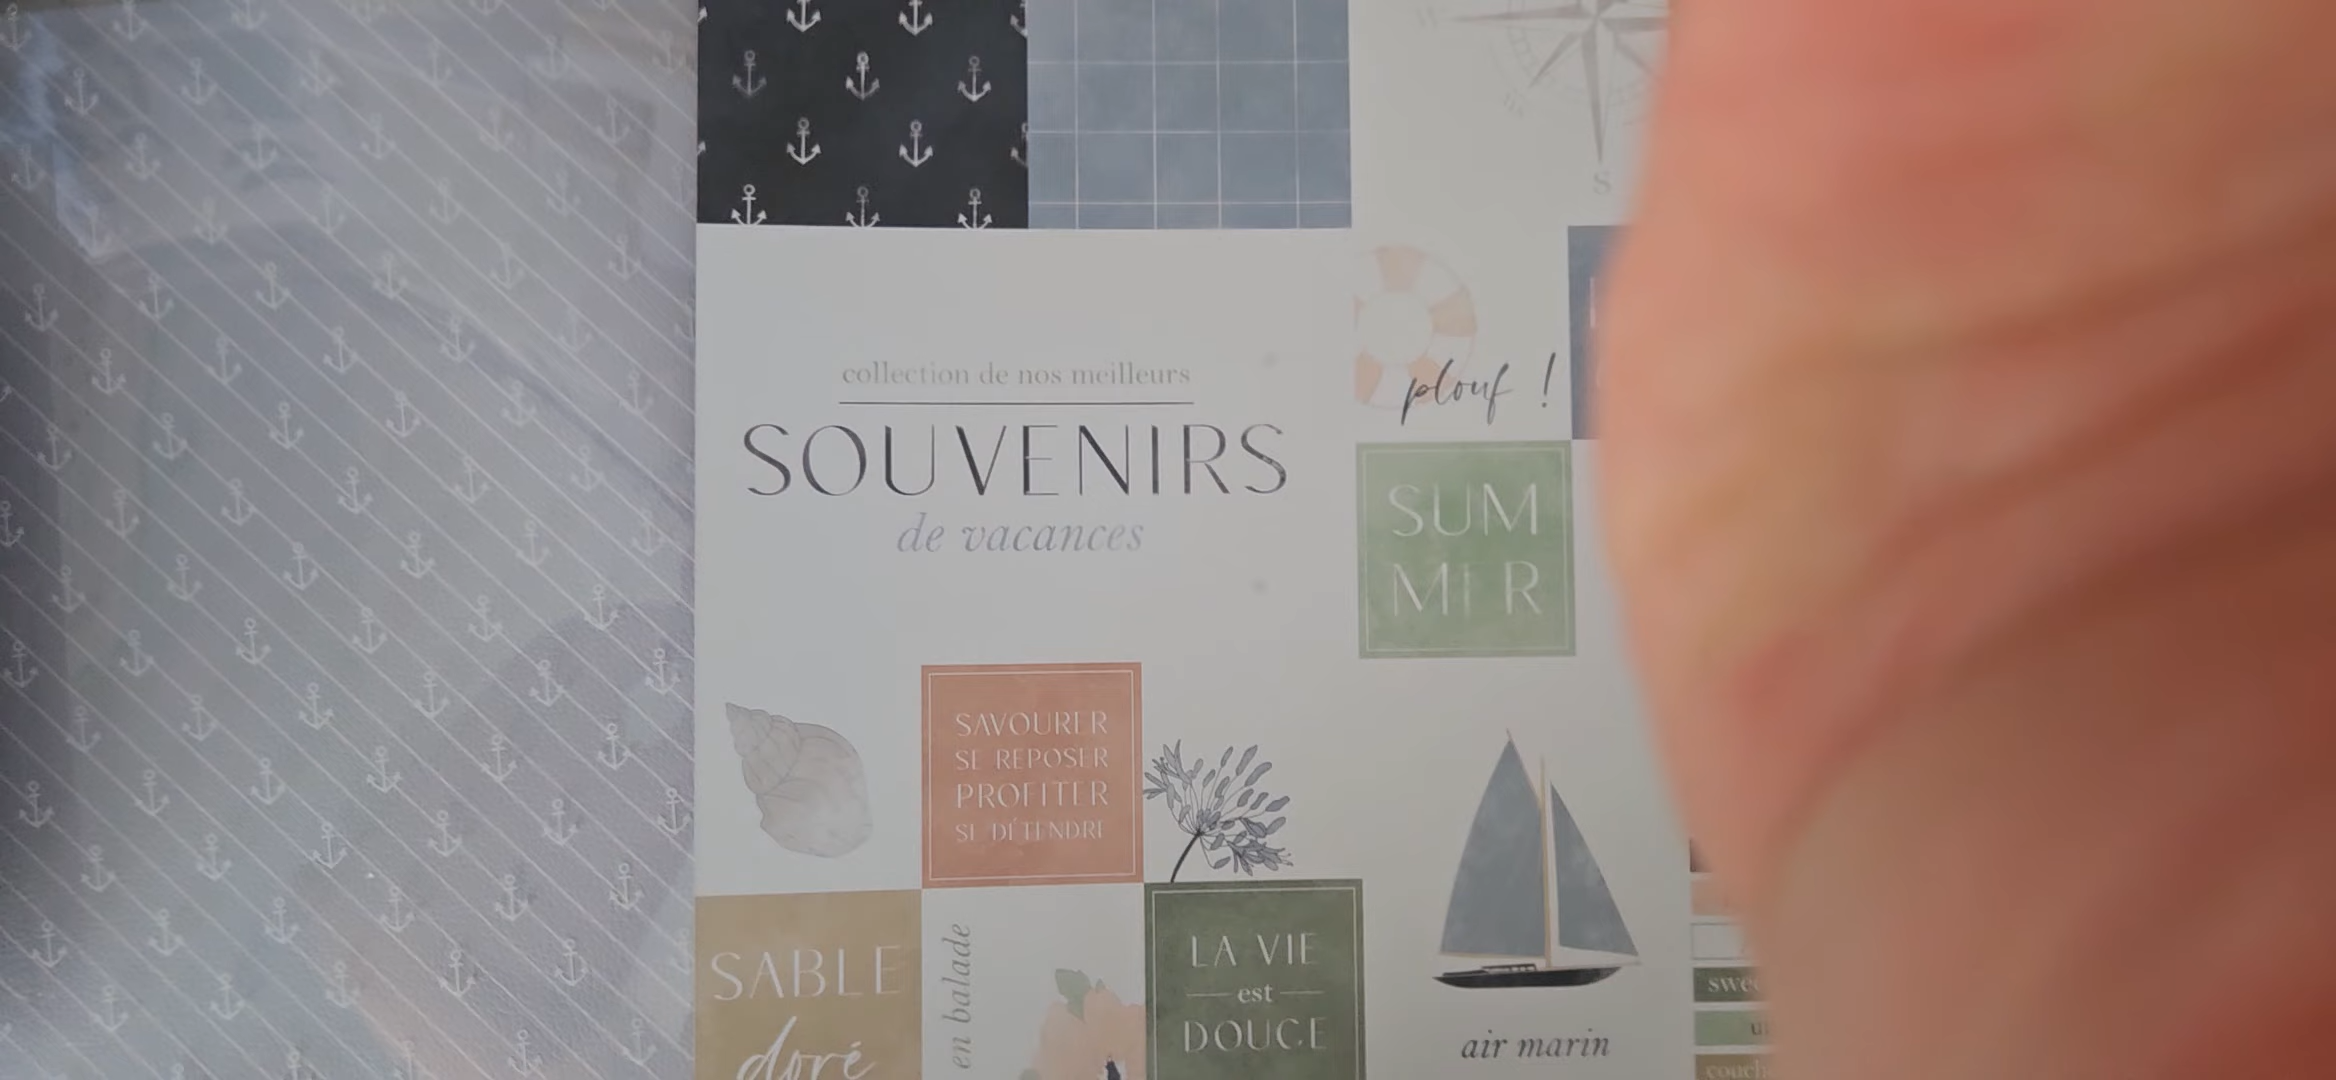 S
collection de nos meilleurs
SOUVENIRS
de vacances
plouf !
SUM
MER
SAVOURER
SE REPOSER
PROFITER
SE DÉTENDRE
SABLE
doré
en balade
LA VIE
est
DOUCE
air marin